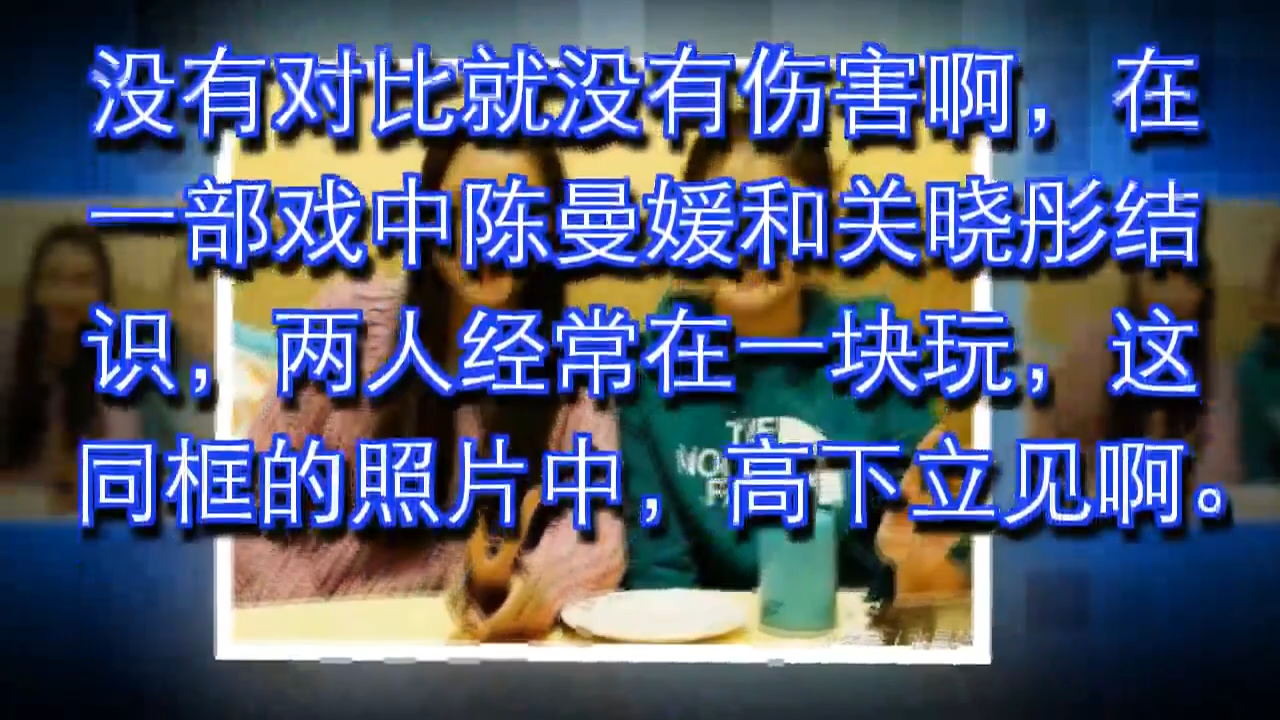 没有对比就没有伤害啊，在
一部戏中陈曼媛和关晓彤结
识，两人经常在一块玩，这
同框的照片中，高下立见啊。
THE